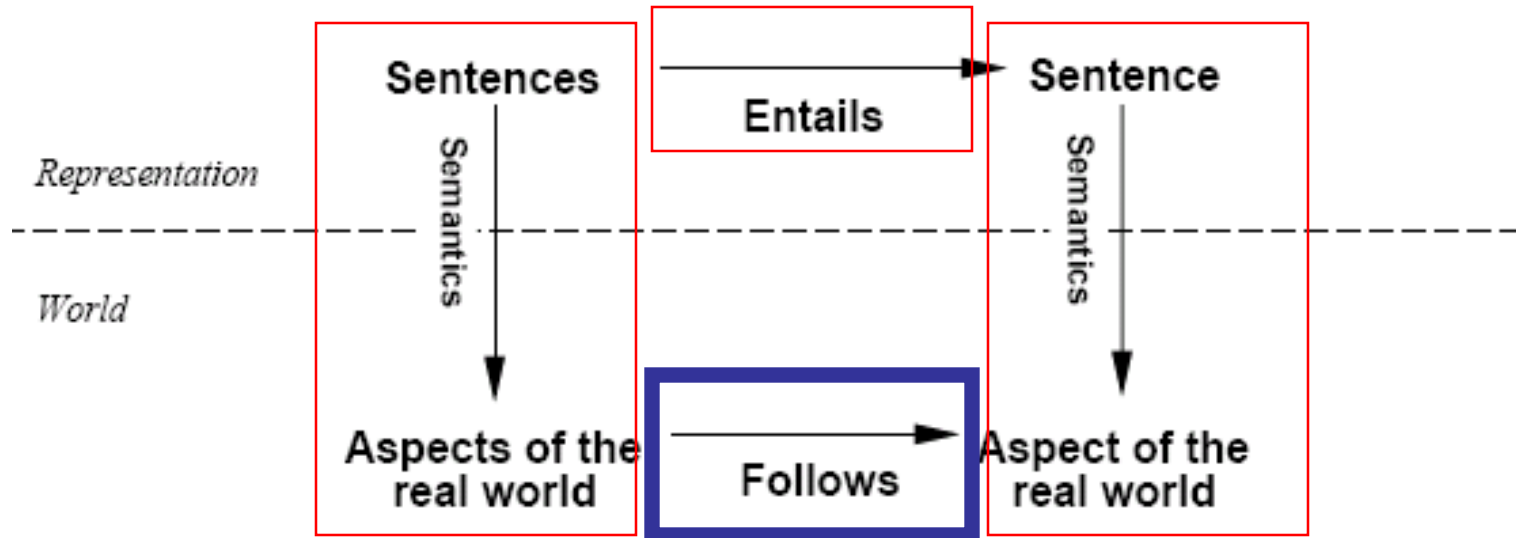 Sentences
Sentence
Entails
Semantics
Semantics
Representation
World
Aspects of the
real world
Follows
Aspect of the
real world